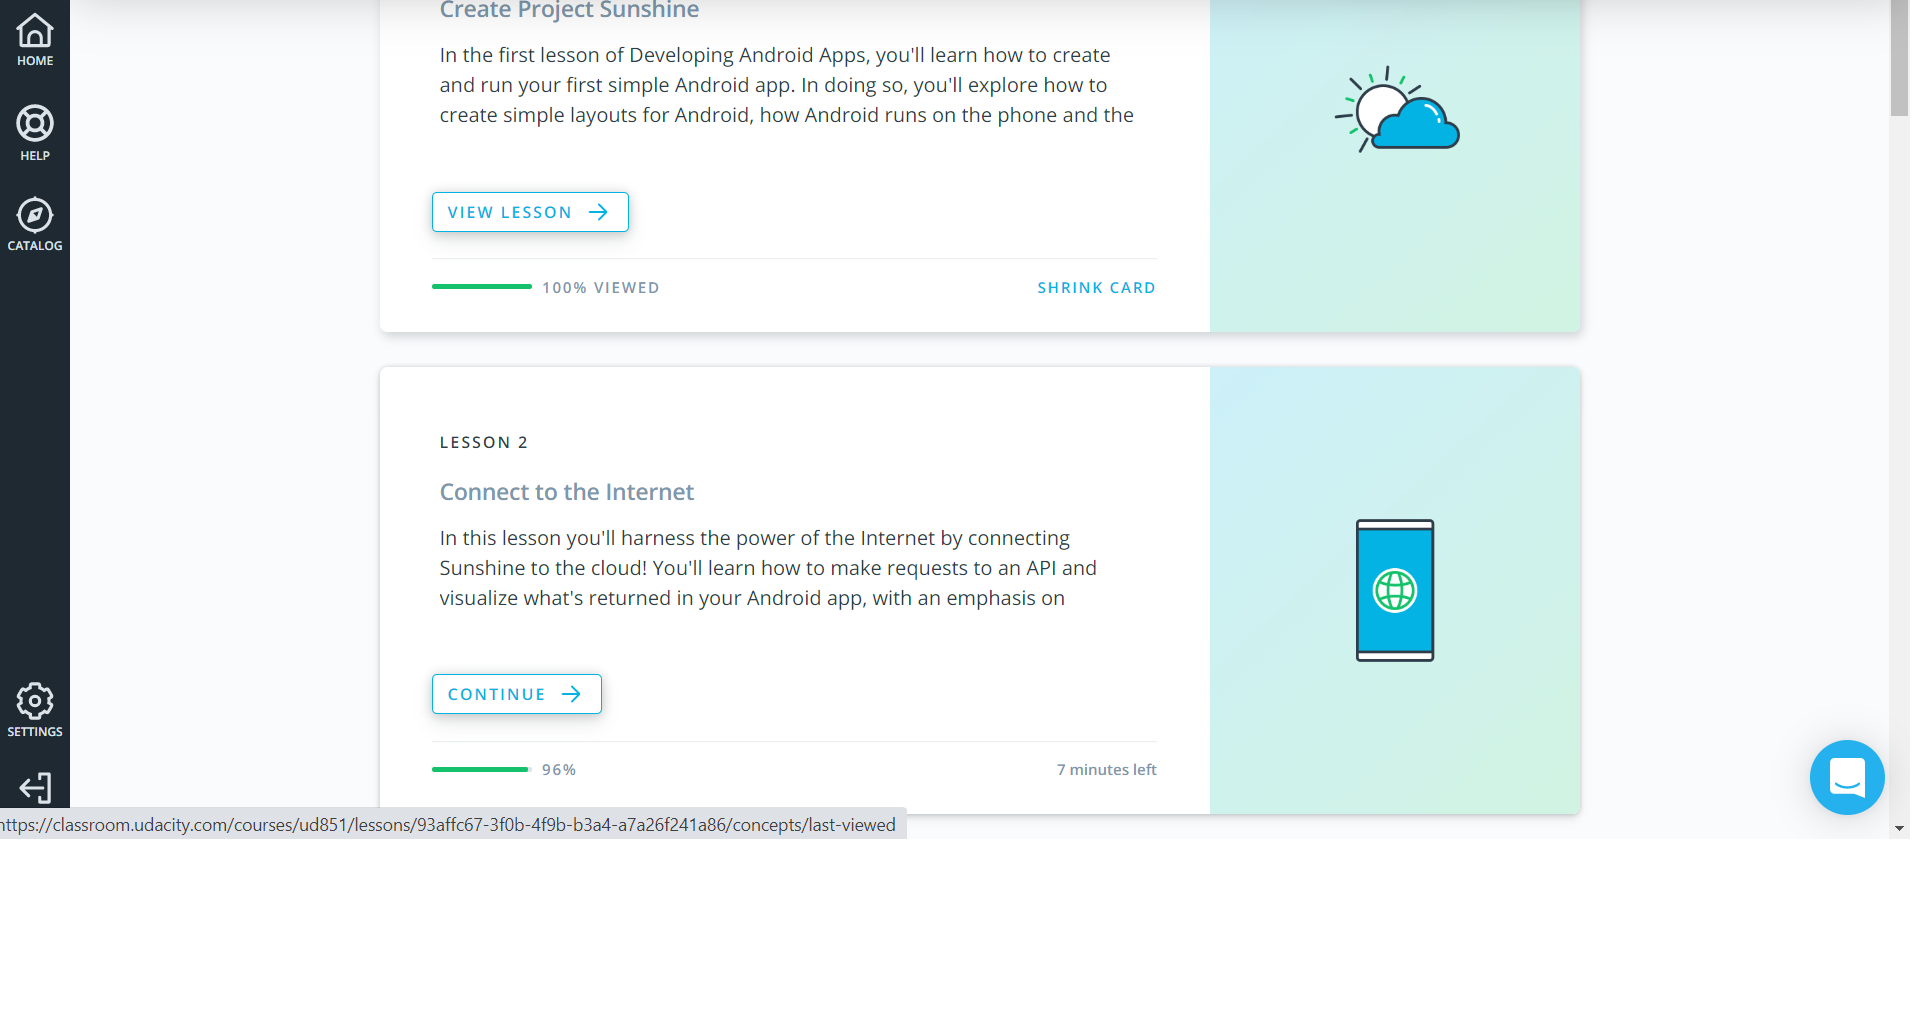 HOME
HELP
CATALOG
SETTINGS
Create Project Sunshine
In the first lesson of Developing Android Apps, you'll learn how to create
and run your first simple Android app. In doing so, you'll explore how to
create simple layouts for Android, how Android runs on the phone and the
VIEW LESSON
100% VIEWED
SHRINK CARD
LESSON 2
Connect to the Internet
In this lesson you'll harness the power of the Internet by connecting
Sunshine to the cloud! You'll learn how to make requests to an API and
visualize what's returned in your Android app, with an emphasis on
CONTINUE
96%
7 minutes left
https://classroom.udacity.com/courses/ud851/lessons/93affc67-3f0b-4f9b-b3a4-a7a26f241a86/concepts/last-viewed